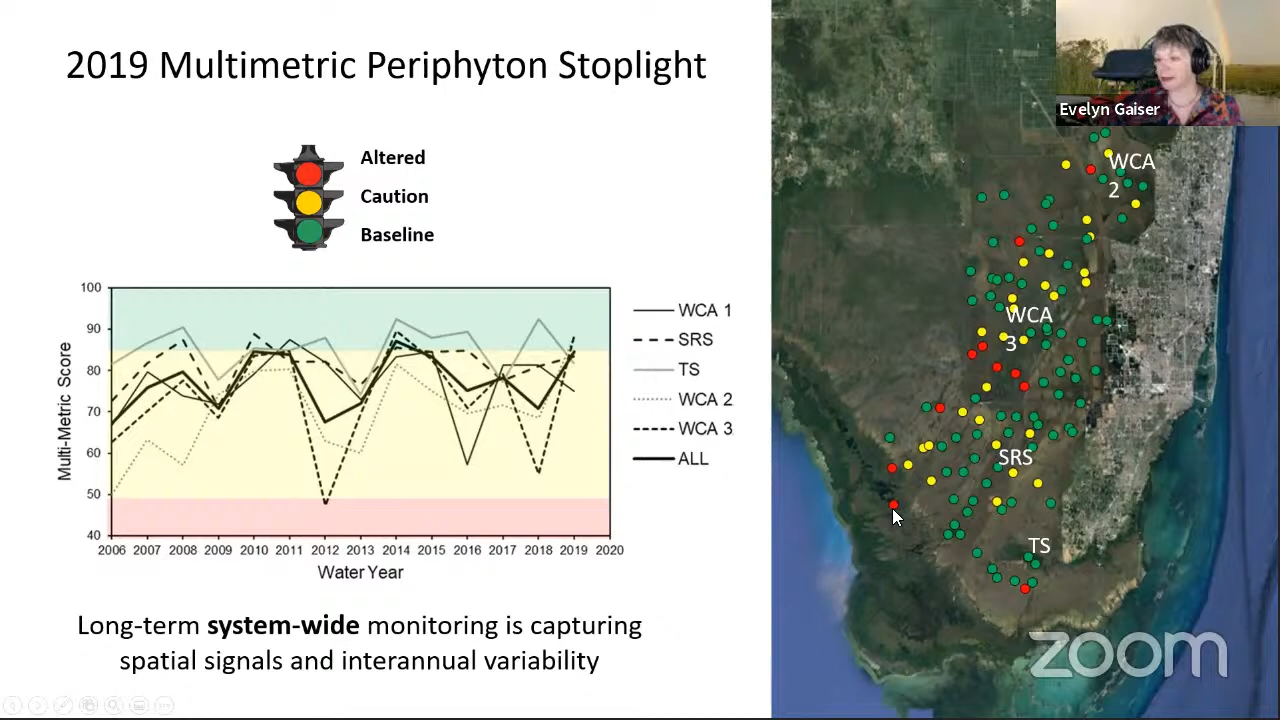 2019 Multimetric Periphyton Stoplight
Altered
Caution
Baseline
100
90
80
70
60
50
40
Multi-Metric Score
2006 2007 2008 2009 2010 2011 2012 2013 2014 2015 2016 2017 2018 2019 2020
Water Year
WCA 1
SRS
TS
WCA 2
WCA 3
ALL
Long-term system-wide monitoring is capturing
spatial signals and interannual variability
Evelyn Gaiser
WCA
2
WCA
3
SRS
TS
zoom